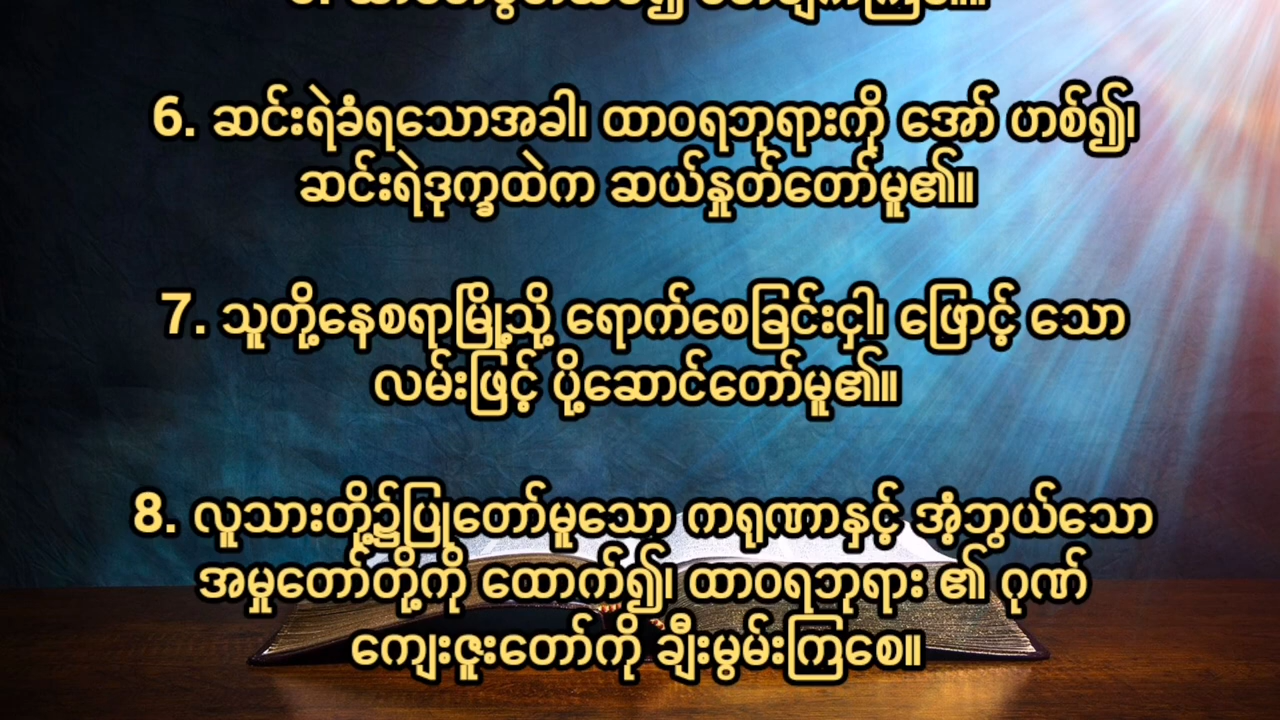 6. ဆင်းရဲခံရသောအခါ၊ ထာဝရဘုရားကို အော် ဟစ်၍၊
ဆင်းရဲဒုက္ခထဲက ဆယ်နှုတ်တော်မူ၏။
7. သူတို့နေစရာမြို့သို့ ရောက်စေခြင်းငှါ၊ ဖြောင့် သော
လမ်းဖြင့် ပို့ဆောင်တော်မူ၏။
8. လူသားတို့၌ပြုတော်မူသော ကရုဏာနှင့် အံ့ဘွယ်သော
အမှုတော်တို့ကို ထောက်၍၊ ထာဝရဘုရား ၏ ဂုဏ်
ကျေးဇူးတော်ကို ချီးမွမ်းကြစေ။